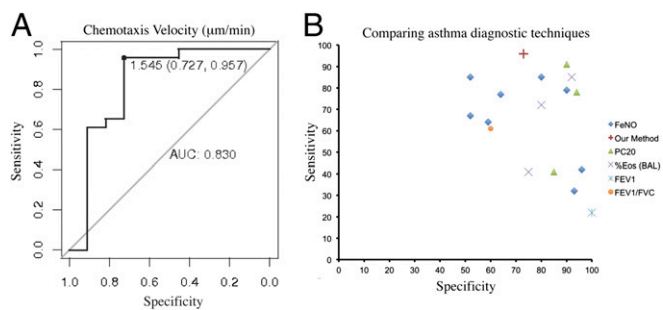 A
Chemotaxis Velocity (μm/min)
Sensitivity
1.0
0.8
0.6
0.4
0.2
0.0
1.545 (0.727, 0.957)
AUC: 0.830
1.0 0.8 0.6 0.4 0.2 0.0
Specificity
B
Comparing asthma diagnostic techniques
Sensitivity
100
90
80
70
60
50
40
30
20
10
0
0 10 20 30 40 50 60 70 80 90 100
Specificity
FeNO
Our Method
PC20
%Eos (BAL)
FEV1
FEV1/FVC